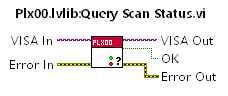 Plx00.lvlib:Query Scan Status.vi
VISA In
PLX00
VISA Out
?
OK
Error In
Error Out